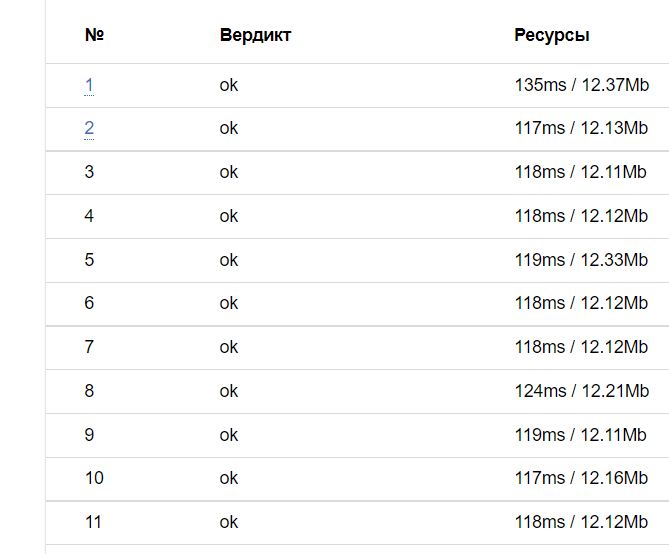 № Вердикт Ресурсы
1 ok 135ms / 12.37Mb
2 ok 117ms / 12.13Mb
3 ok 118ms / 12.11Mb
4 ok 118ms / 12.12Mb
5 ok 119ms / 12.33Mb
6 ok 118ms / 12.12Mb
7 ok 118ms / 12.12Mb
8 ok 124ms / 12.21Mb
9 ok 119ms / 12.11Mb
10 ok 117ms / 12.16Mb
11 ok 118ms / 12.12Mb